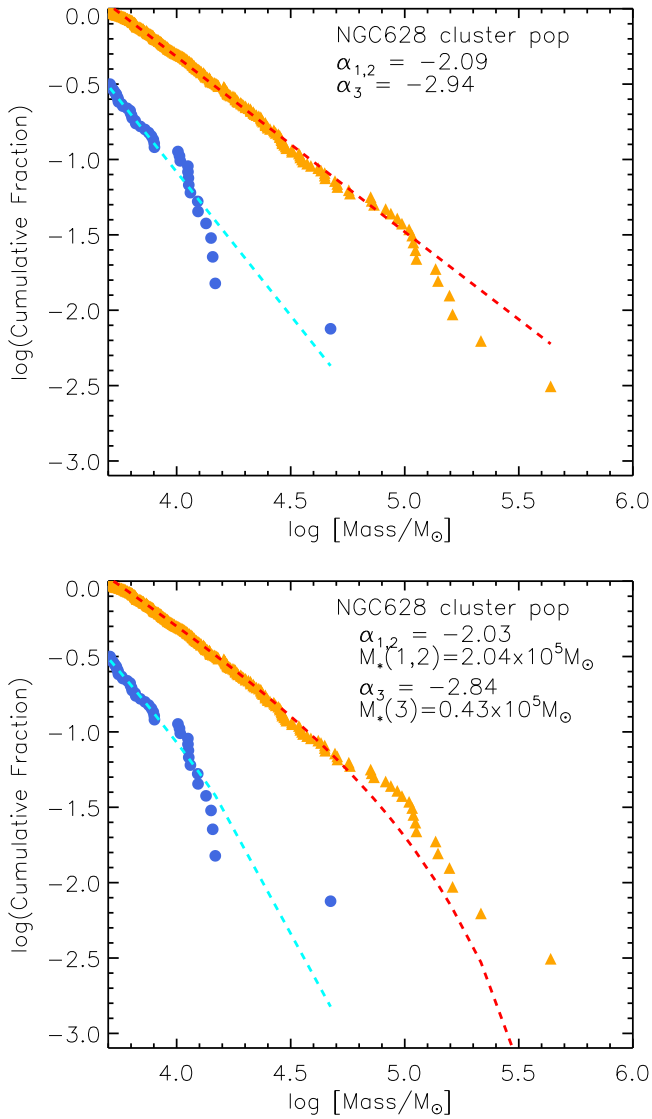 NGC628 cluster pop
α1,2 = −2.09
α3 = −2.94
0.0
−0.5
−1.0
−1.5
−2.0
−2.5
−3.0
log(Cumulative Fraction)
4.0 4.5 5.0 5.5 6.0
log [Mass/M⊙]
NGC628 cluster pop
α1,2 = −2.03
M*(1,2)=2.04x10⁵M⊙
α3 = −2.84
M*(3)=0.43x10⁵M⊙
0.0
−0.5
−1.0
−1.5
−2.0
−2.5
−3.0
log(Cumulative Fraction)
4.0 4.5 5.0 5.5 6.0
log [Mass/M⊙]